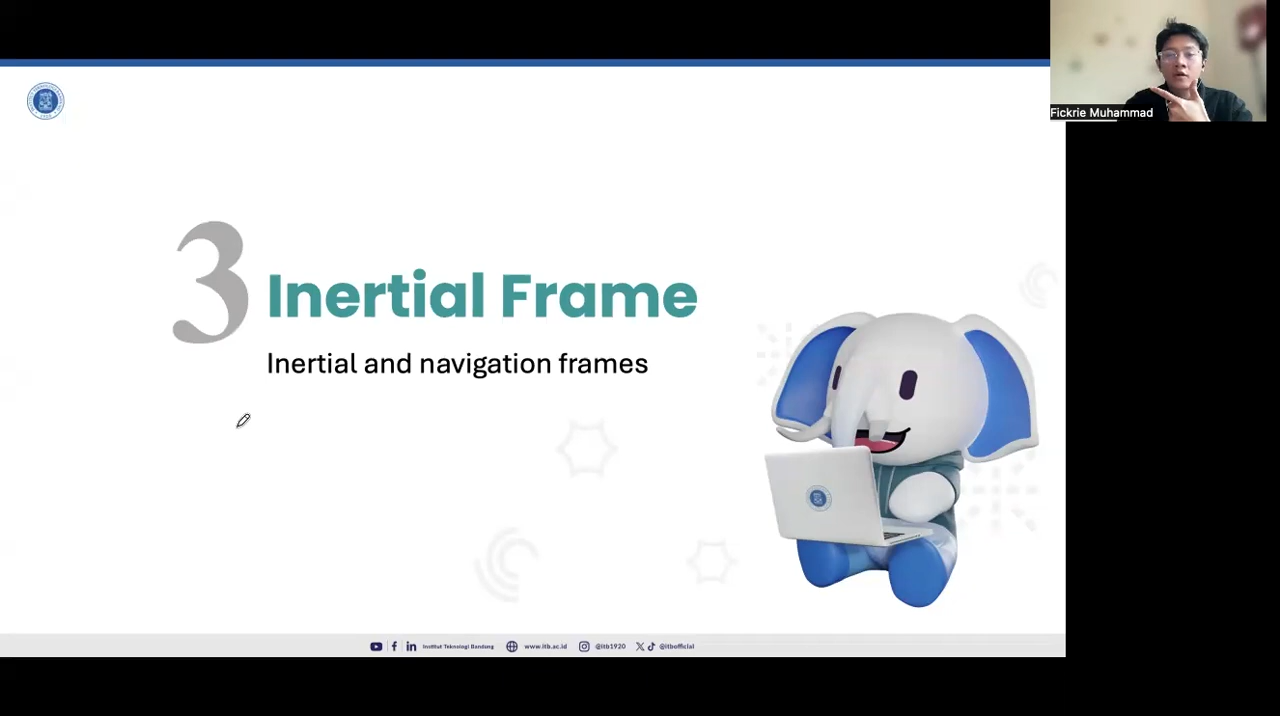 Fickrie Muhammad
3
Inertial Frame
Inertial and navigation frames
Institut Teknologi Bandung
www.itb.ac.id
@itb1920
@itbofficial